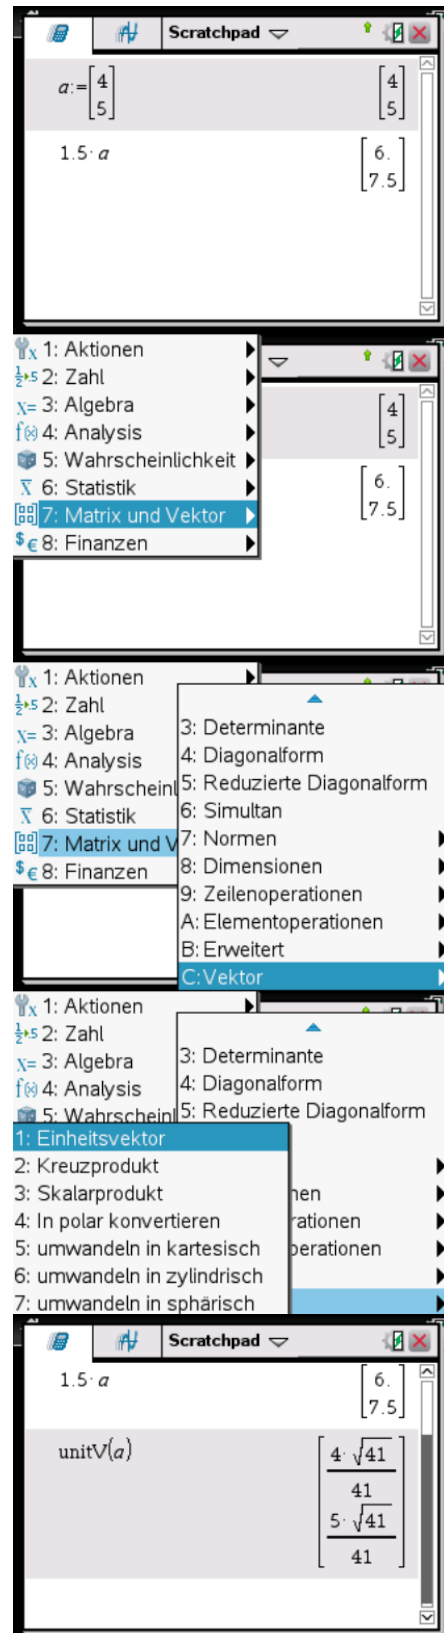 Scratchpad
a:=[4 5] [4 5]
1.5· a [6. 7.5]
1: Aktionen
2: Zahl
3: Algebra
4: Analysis
5: Wahrscheinlichkeit
6: Statistik
7: Matrix und Vektor
8: Finanzen
[4 5]
[6. 7.5]
1: Aktionen
2: Zahl
3: Algebra
4: Analysis
5: Wahrscheinl
6: Statistik
7: Matrix und V
8: Finanzen
3: Determinante
4: Diagonalform
5: Reduzierte Diagonalform
6: Simultan
7: Normen
8: Dimensionen
9: Zeilenoperationen
A: Elementoperationen
B: Erweitert
C: Vektor
1: Aktionen
2: Zahl
3: Algebra
4: Analysis
5: Wahrscheinl
3: Determinante
4: Diagonalform
5: Reduzierte Diagonalform
1: Einheitsvektor
2: Kreuzprodukt
3: Skalarprodukt nen
4: In polar konvertieren rationen
5: umwandeln in kartesisch perationen
6: umwandeln in zylindrisch
7: umwandeln in sphärisch
Scratchpad
1.5· a [6. 7.5]
unitV(a) [4·√41/41 5·√41/41]